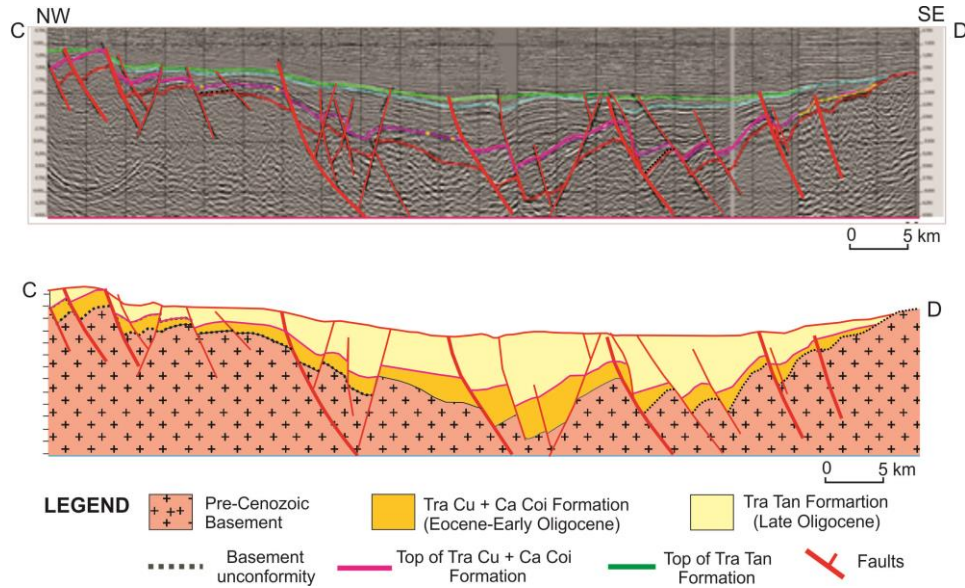 NW
SE
C
D
0 5 km
C
D
0 5 km
LEGEND
Pre-Cenozoic
Basement
Tra Cu + Ca Coi Formation
(Eocene-Early Oligocene)
Tra Tan Formartion
(Late Oligocene)
Basement
unconformity
Top of Tra Cu + Ca Coi
Formation
Top of Tra Tan
Formation
Faults